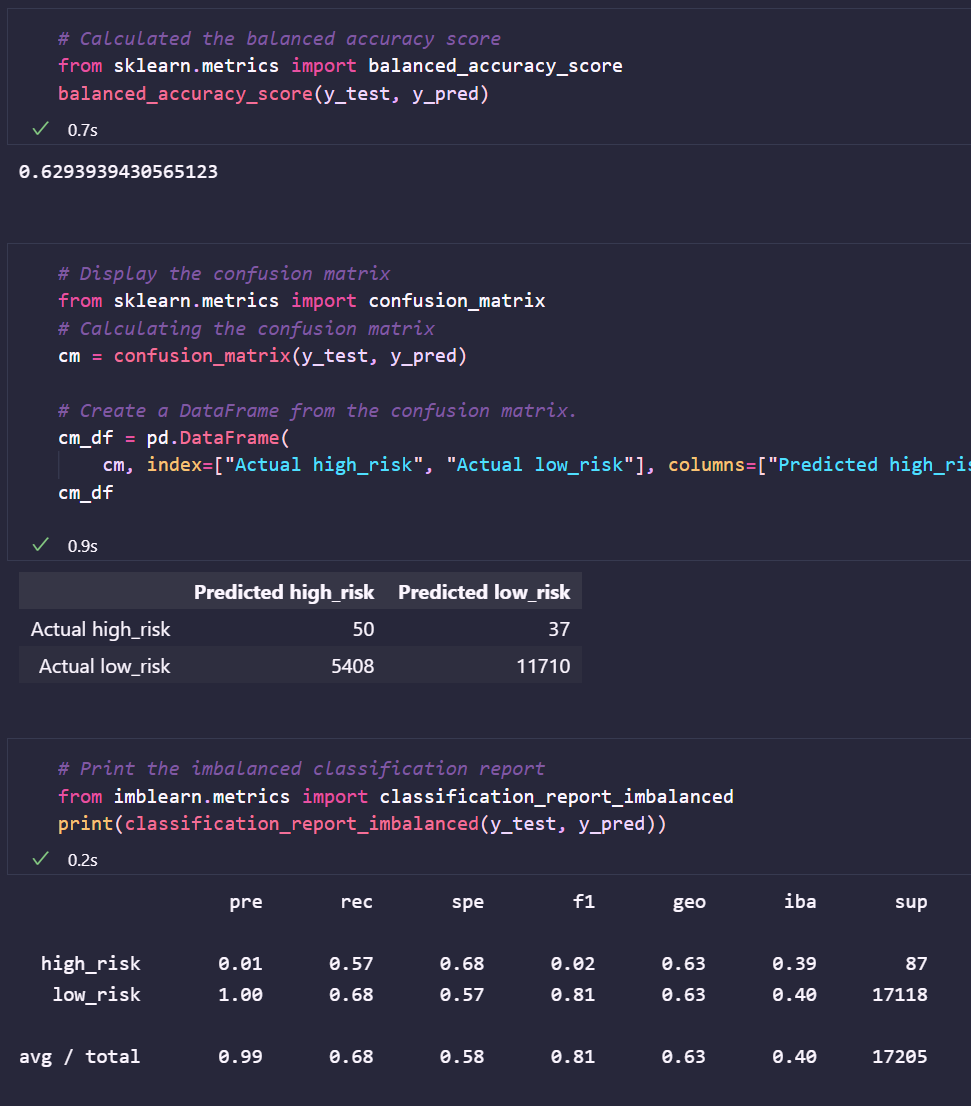 # Calculated the balanced accuracy score
from sklearn.metrics import balanced_accuracy_score
balanced_accuracy_score(y_test, y_pred)
0.7s
0.6293939430565123
# Display the confusion matrix
from sklearn.metrics import confusion_matrix
# Calculating the confusion matrix
cm = confusion_matrix(y_test, y_pred)
# Create a DataFrame from the confusion matrix.
cm_df = pd.DataFrame(
cm, index=["Actual high_risk", "Actual low_risk"], columns=["Predicted
cm_df
0.9s
Predicted high_risk Predicted low_risk
Actual high_risk 50 37
Actual low_risk 5408 11710
# Print the imbalanced classification report
from imblearn.metrics import classification_report_imbalanced
print(classification_report_imbalanced(y_test, y_pred))
0.2s
pre rec spe f1 geo iba sup
high_risk 0.01 0.57 0.68 0.02 0.63 0.39 87
low_risk 1.00 0.68 0.57 0.81 0.63 0.40 17118
avg / total 0.99 0.68 0.58 0.81 0.63 0.40 17205